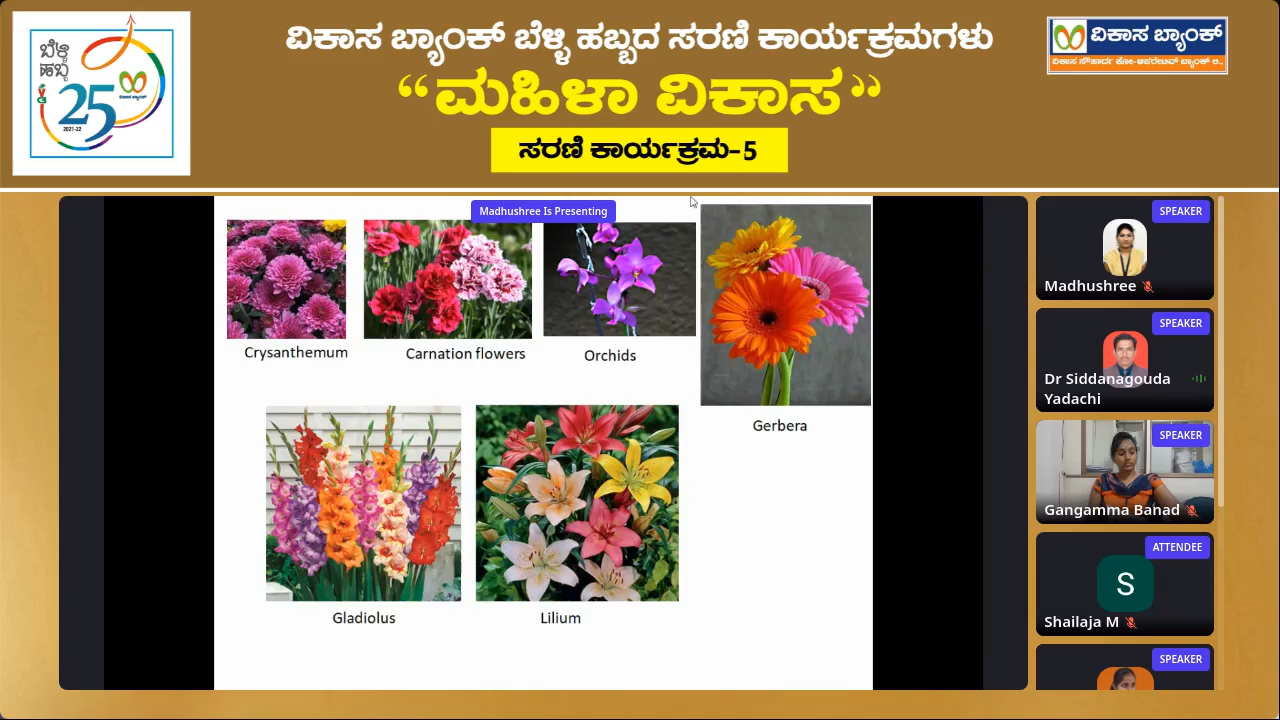 ಬೆಳ್ಳಿ
ಹಬ್ಬ
25
2021-22
ವಿಕಾಸ ಬ್ಯಾಂಕ್ ಬೆಳ್ಳಿ ಹಬ್ಬದ ಸರಣಿ ಕಾರ್ಯಕ್ರಮಗಳು
“ಮಹಿಳಾ ವಿಕಾಸ”
ಸರಣಿ ಕಾರ್ಯಕ್ರಮ-5
ವಿಕಾಸ ಬ್ಯಾಂಕ್
ವಿಕಾಸ ಸೌಹಾರ್ದ ಕೋ-ಆಪರೇಟಿವ್ ಬ್ಯಾಂಕ್ ಲಿ.,
Madhushree Is Presenting
Crysanthemum
Carnation flowers
Orchids
Gerbera
Gladiolus
Lilium
SPEAKER
Madhushree
SPEAKER
Dr Siddanagouda
Yadachi
SPEAKER
Gangamma Banad
ATTENDEE
S
Shailaja M
SPEAKER